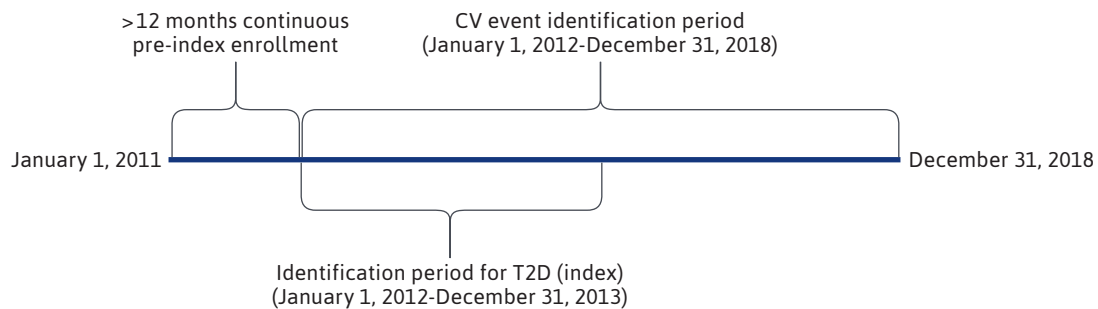 >12 months continuous
pre-index enrollment
CV event identification period
(January 1, 2012-December 31, 2018)
January 1, 2011
December 31, 2018
Identification period for T2D (index)
(January 1, 2012-December 31, 2013)